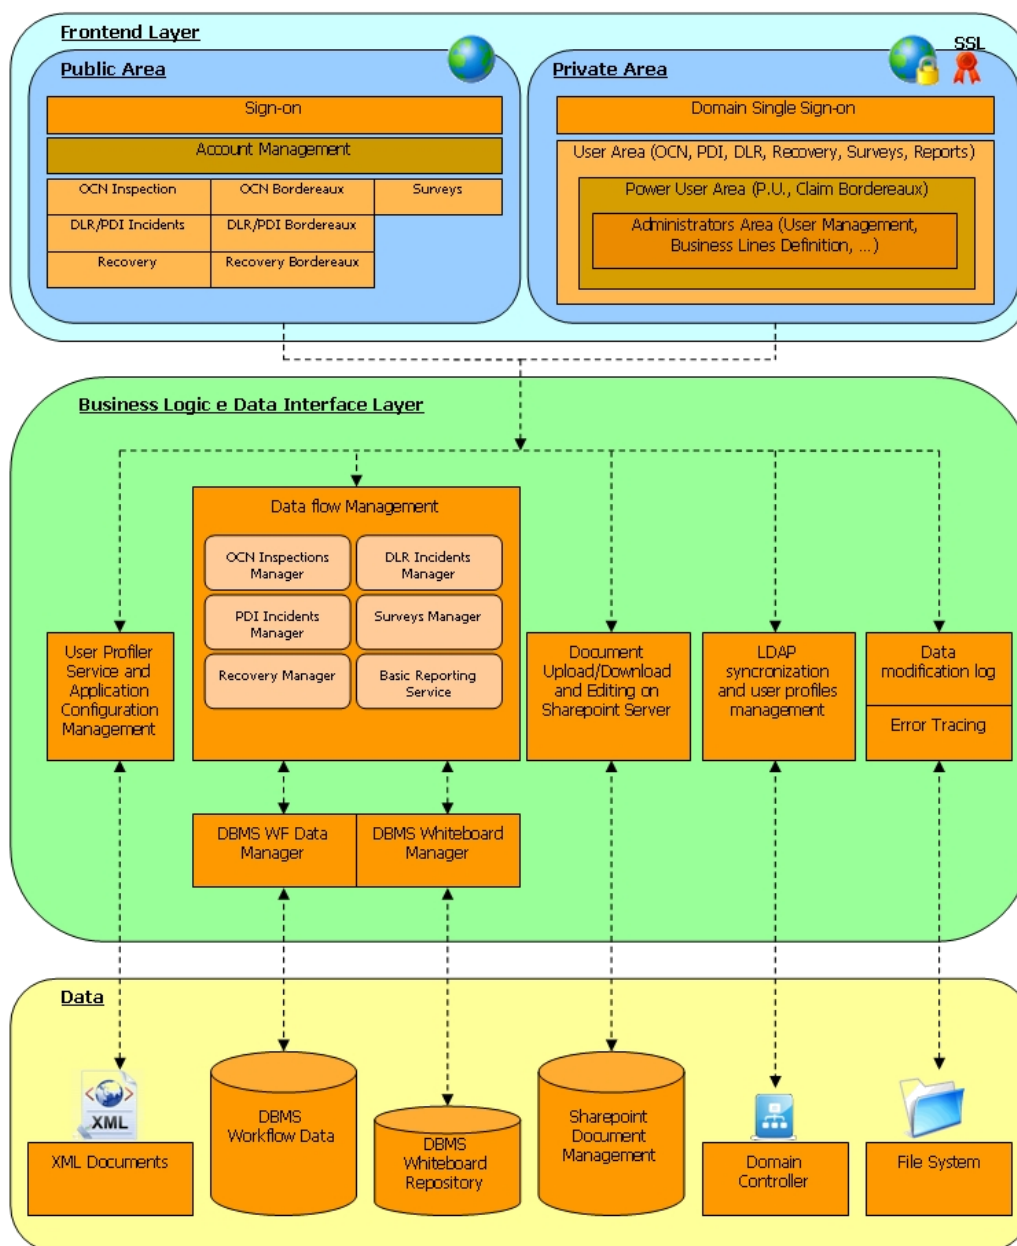 Frontend Layer
Public Area
Sign-on
Account Management
OCN Inspection
OCN Bordereaux
Surveys
DLR/PDI Incidents
DLR/PDI Bordereaux
Recovery
Recovery Bordereaux
SSL
Private Area
Domain Single Sign-on
User Area (OCN, PDI, DLR, Recovery, Surveys, Reports)
Power User Area (P.U., Claim Bordereaux)
Administrators Area (User Management,
Business Lines Definition, ...)
Business Logic e Data Interface Layer
Data flow Management
OCN Inspections
Manager
DLR Incidents
Manager
PDI Incidents
Manager
Surveys Manager
Recovery Manager
Basic Reporting
Service
User Profiler
Service and
Application
Configuration
Management
Document
Upload/Download
and Editing on
Sharepoint Server
LDAP
syncronization
and user profiles
management
Data
modification log
Error Tracing
DBMS WF Data
Manager
DBMS Whiteboard
Manager
Data
XML
XML Documents
DBMS
Workflow Data
DBMS
Whiteboard
Repository
Sharepoint
Document
Management
Domain
Controller
File System